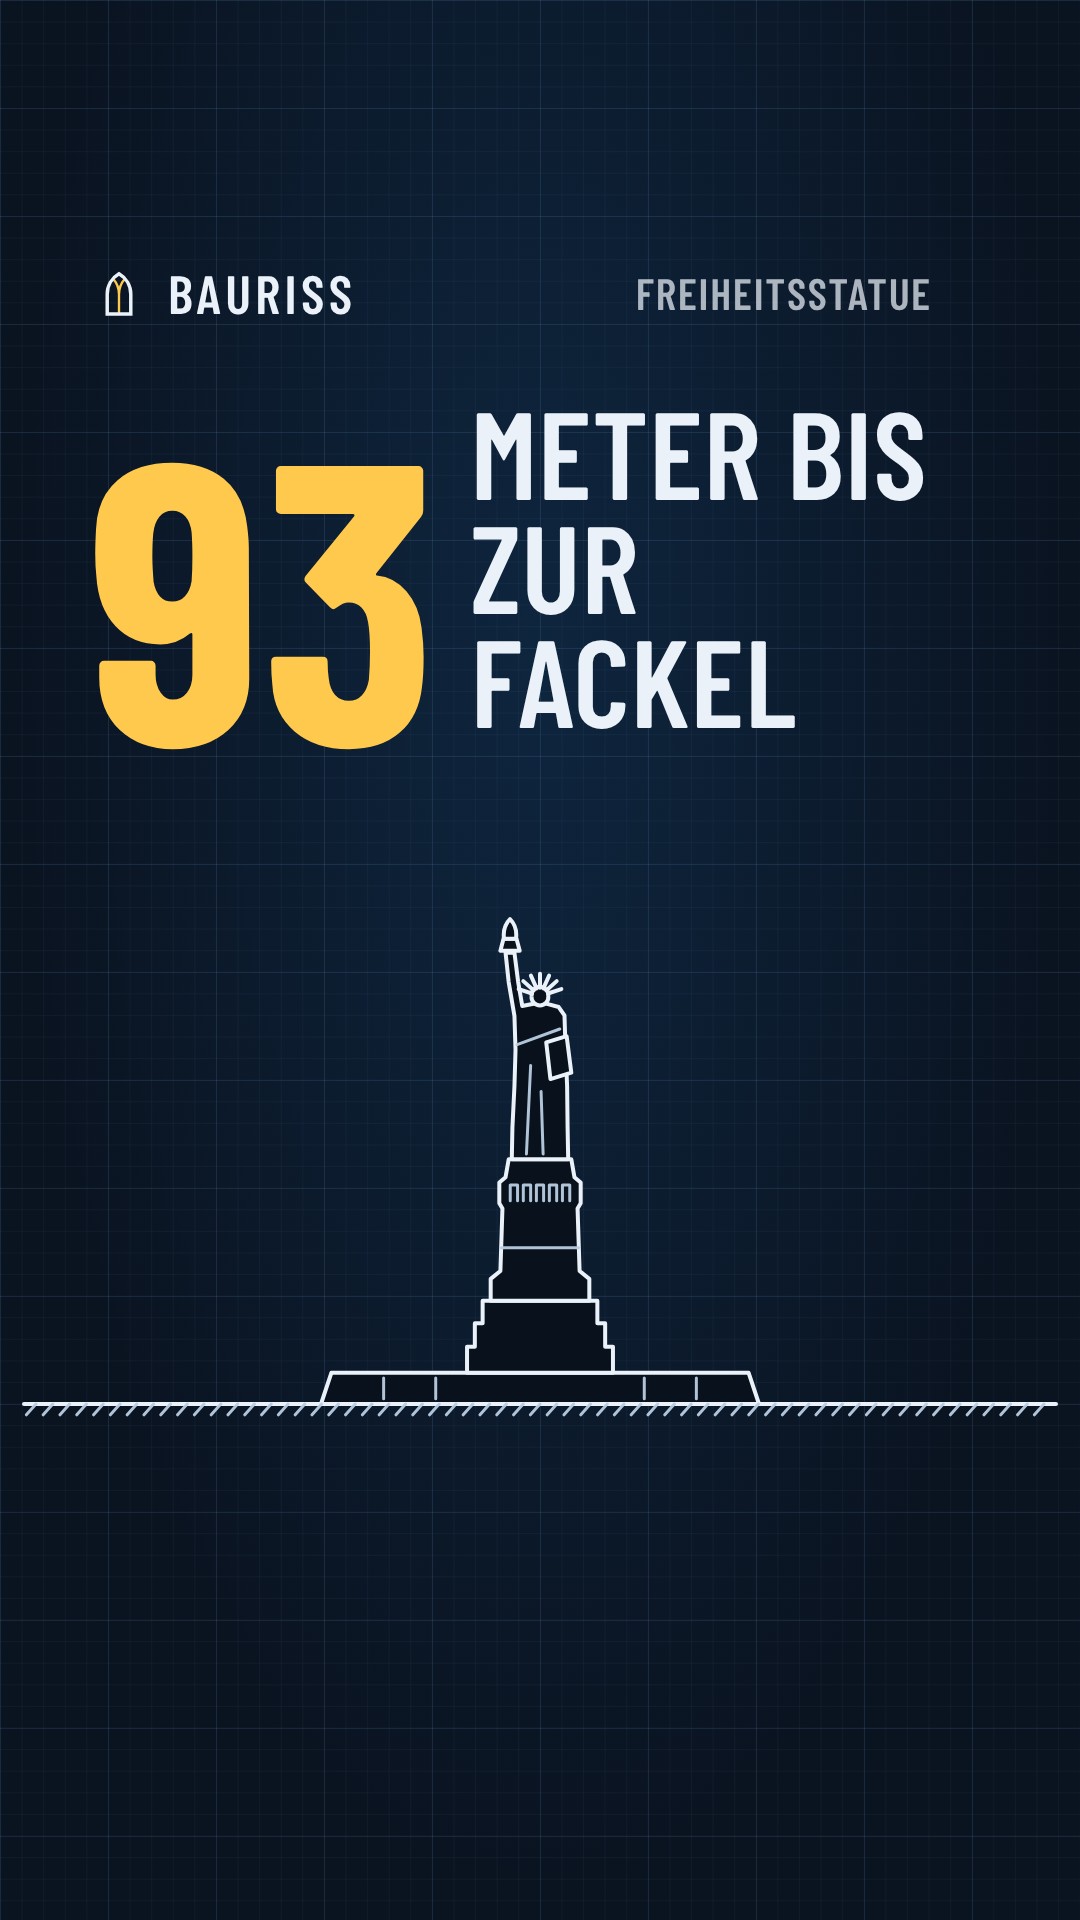 BAURISS
FREIHEITSSTATUE
93
METER BIS
ZUR
FACKEL